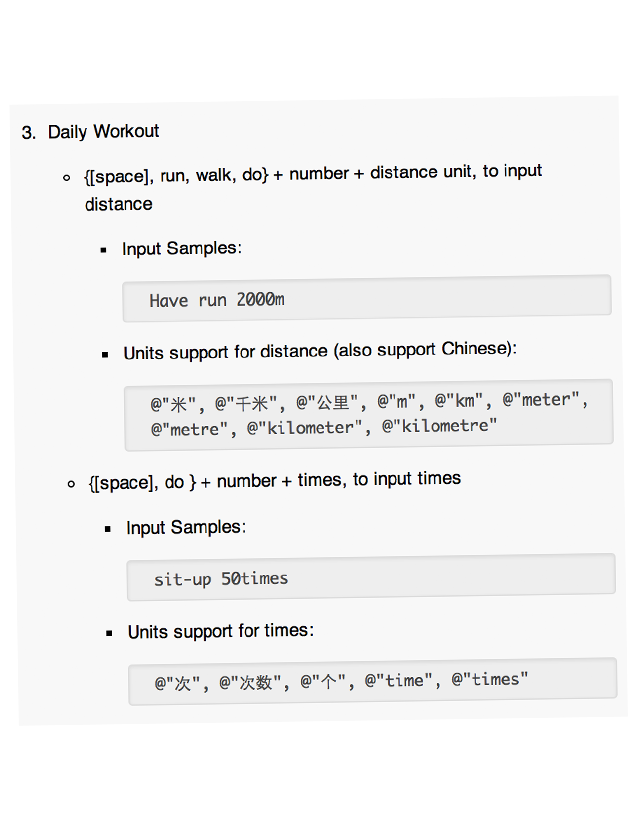 3. Daily Workout
{[space], run, walk, do} + number + distance unit, to input
distance
Input Samples:
Have run 2000m
Units support for distance (also support Chinese):
@"米", @"千米", @"公里", @"m", @"km", @"meter",
@"metre", @"kilometer", @"kilometre"
{[space], do } + number + times, to input times
Input Samples:
sit-up 50times
Units support for times:
@"次", @"次数", @"个", @"time", @"times"